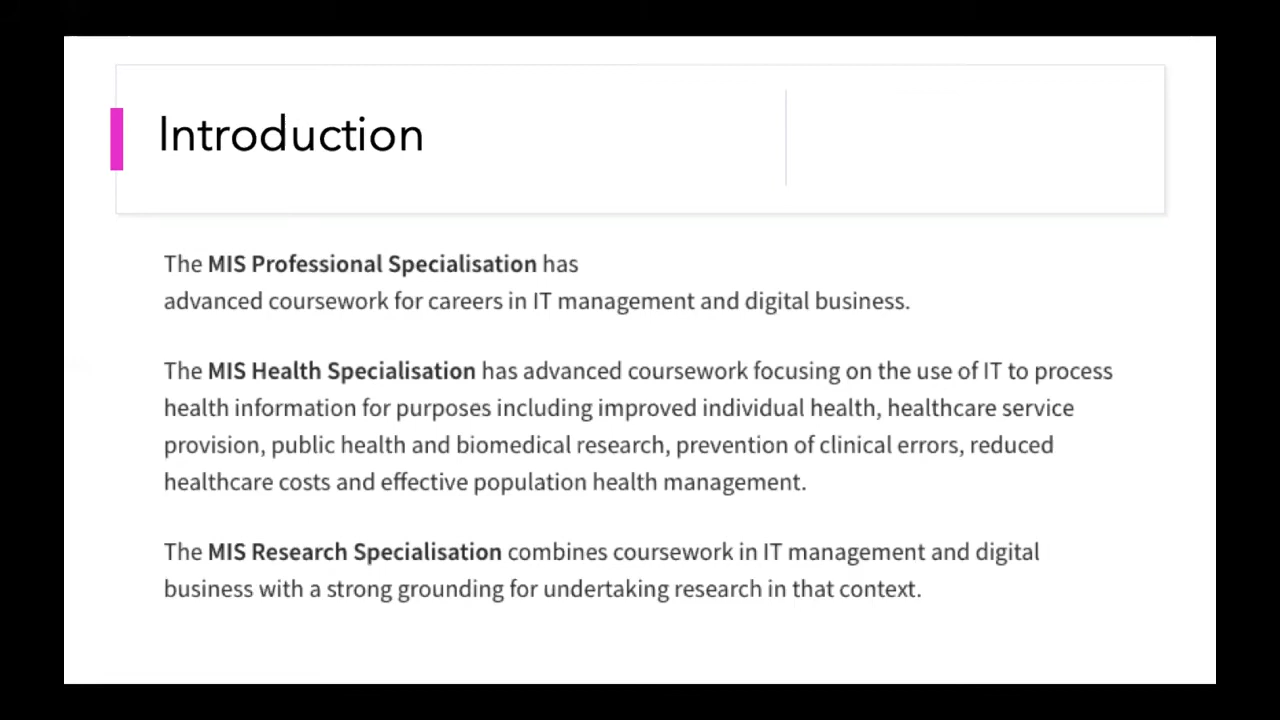 Introduction
The MIS Professional Specialisation has
advanced coursework for careers in IT management and digital business.
The MIS Health Specialisation has advanced coursework focusing on the use of IT to process
health information for purposes including improved individual health, healthcare service
provision, public health and biomedical research, prevention of clinical errors, reduced
healthcare costs and effective population health management.
The MIS Research Specialisation combines coursework in IT management and digital
business with a strong grounding for undertaking research in that context.